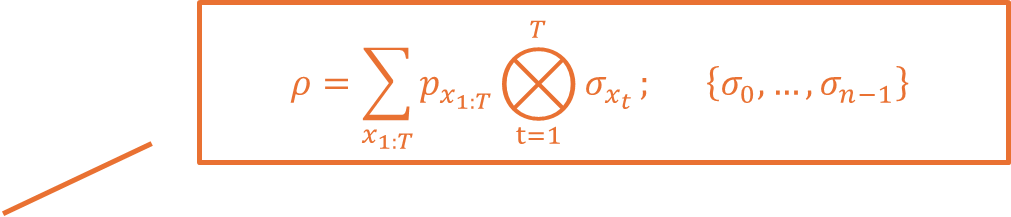 ρ = ∑_{x_{1:T}} p_{x_{1:T}} ⨂_{t=1}^{T} σ_{x_t} ;  {σ_0, …, σ_{n−1}}